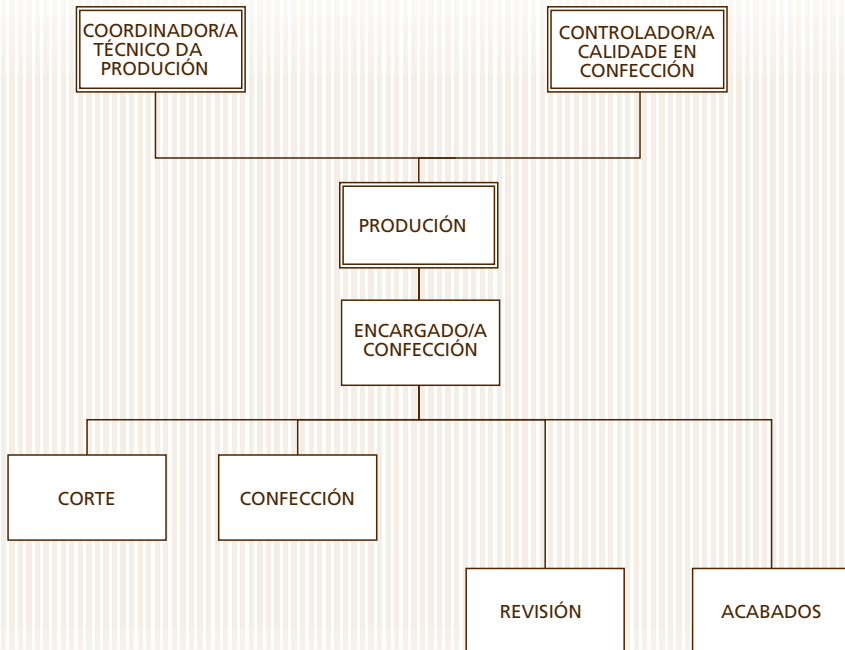 COORDINADOR/A
TÉCNICO DA
PRODUCIÓN
CONTROLADOR/A
CALIDADE EN
CONFECCIÓN
PRODUCIÓN
ENCARGADO/A
CONFECCIÓN
CORTE
CONFECCIÓN
REVISIÓN
ACABADOS